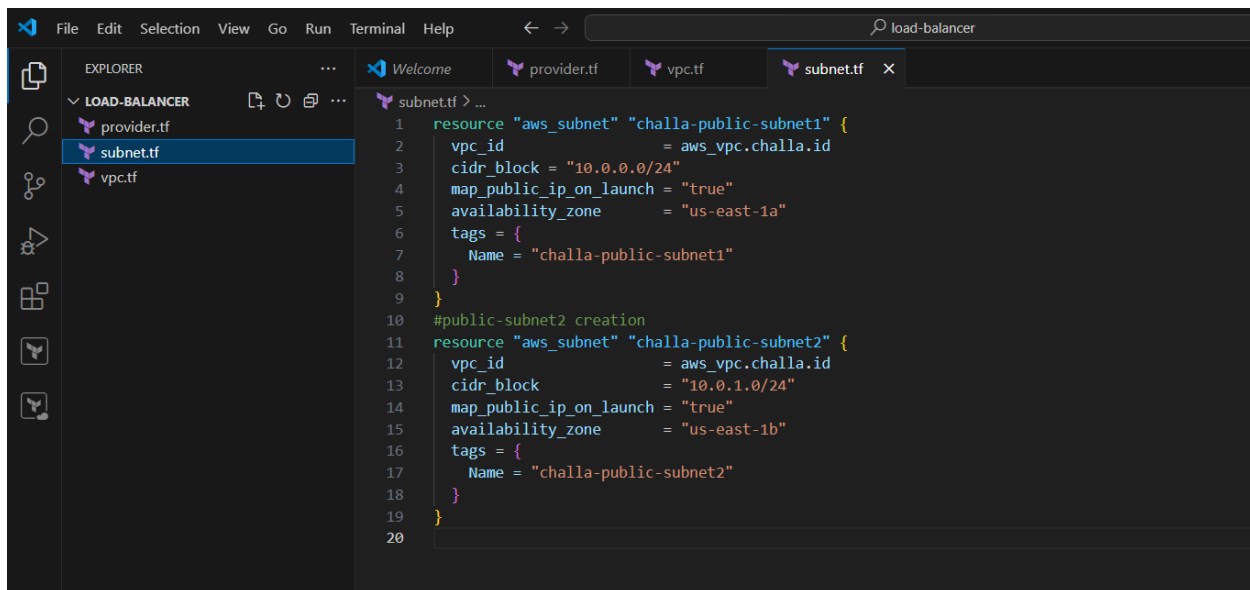 File Edit Selection View Go Run Terminal Help ← → load-balancer
EXPLORER ...
LOAD-BALANCER ...
provider.tf
subnet.tf
vpc.tf
Welcome provider.tf vpc.tf subnet.tf ×
subnet.tf > ...
1 resource "aws_subnet" "challa-public-subnet1" {
2 vpc_id = aws_vpc.challa.id
3 cidr_block = "10.0.0.0/24"
4 map_public_ip_on_launch = "true"
5 availability_zone = "us-east-1a"
6 tags = {
7 Name = "challa-public-subnet1"
8 }
9 }
10 #public-subnet2 creation
11 resource "aws_subnet" "challa-public-subnet2" {
12 vpc_id = aws_vpc.challa.id
13 cidr_block = "10.0.1.0/24"
14 map_public_ip_on_launch = "true"
15 availability_zone = "us-east-1b"
16 tags = {
17 Name = "challa-public-subnet2"
18 }
19 }
20